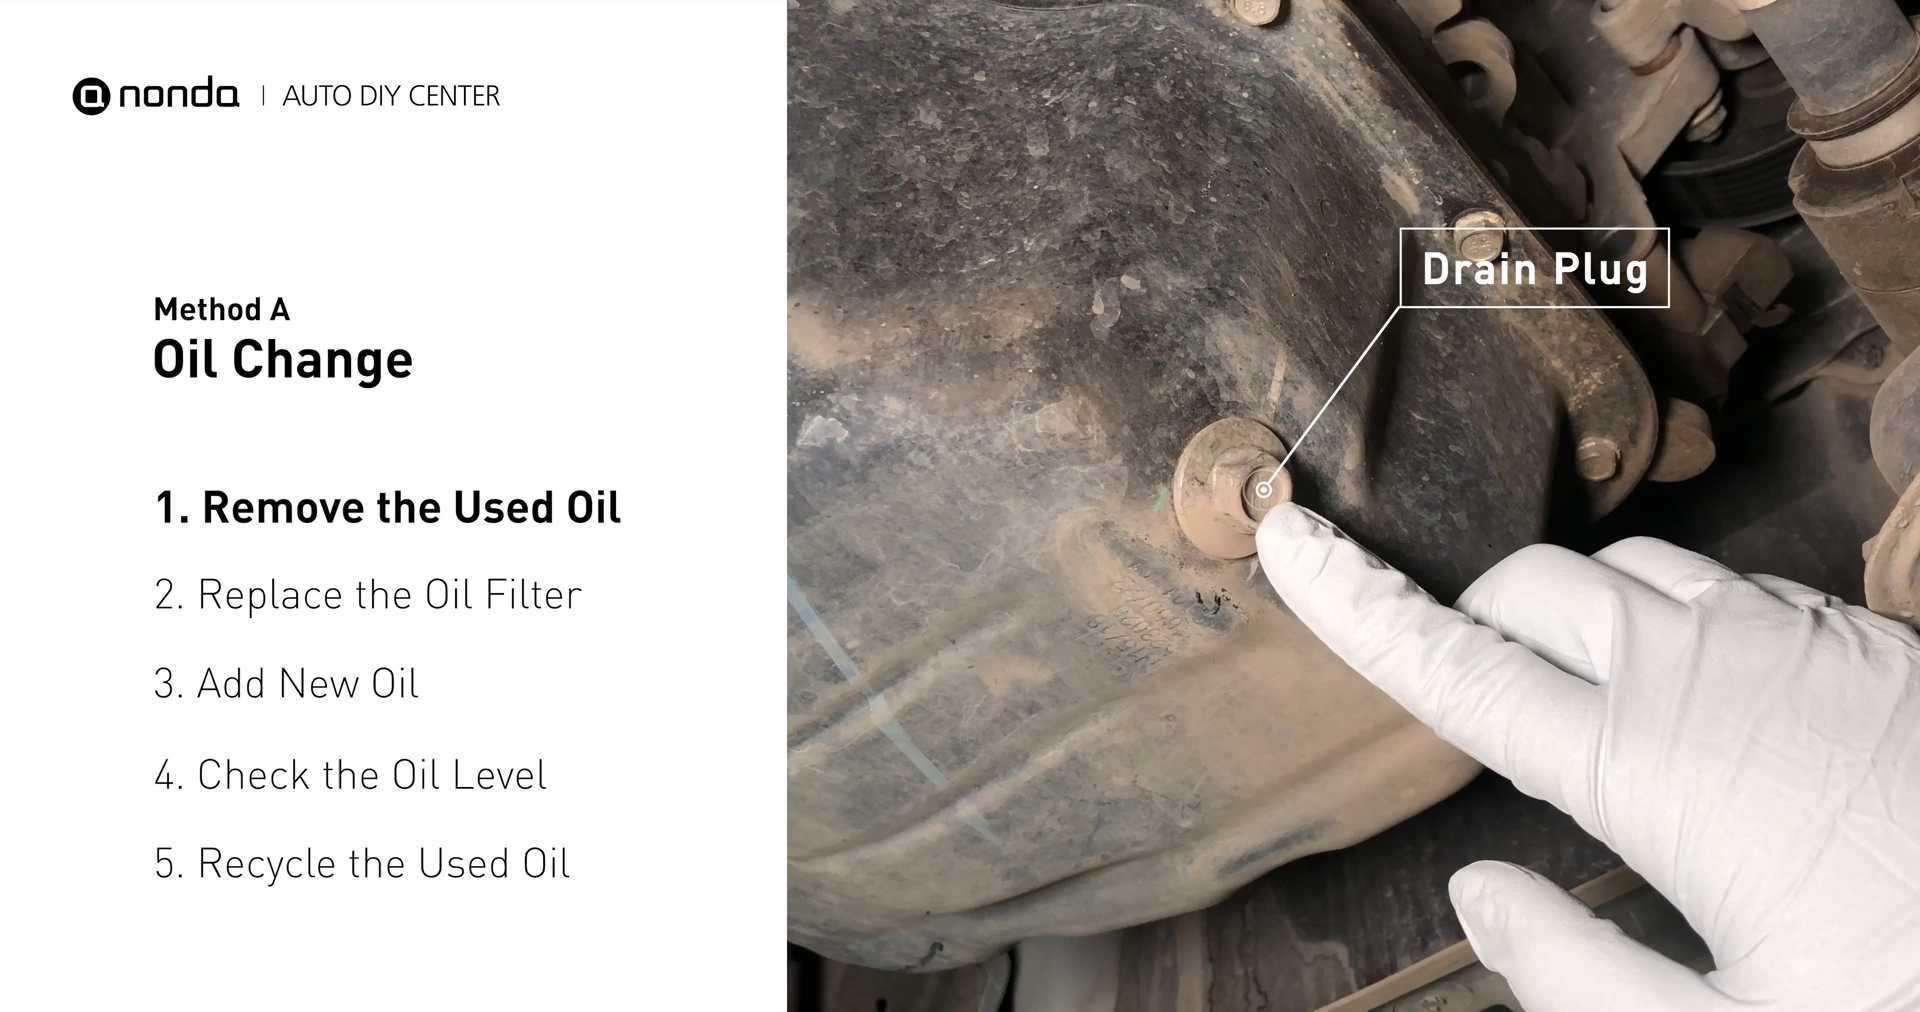 nonda | AUTO DIY CENTER
Method A
Oil Change
1. Remove the Used Oil
2. Replace the Oil Filter
3. Add New Oil
4. Check the Oil Level
5. Recycle the Used Oil
Drain Plug